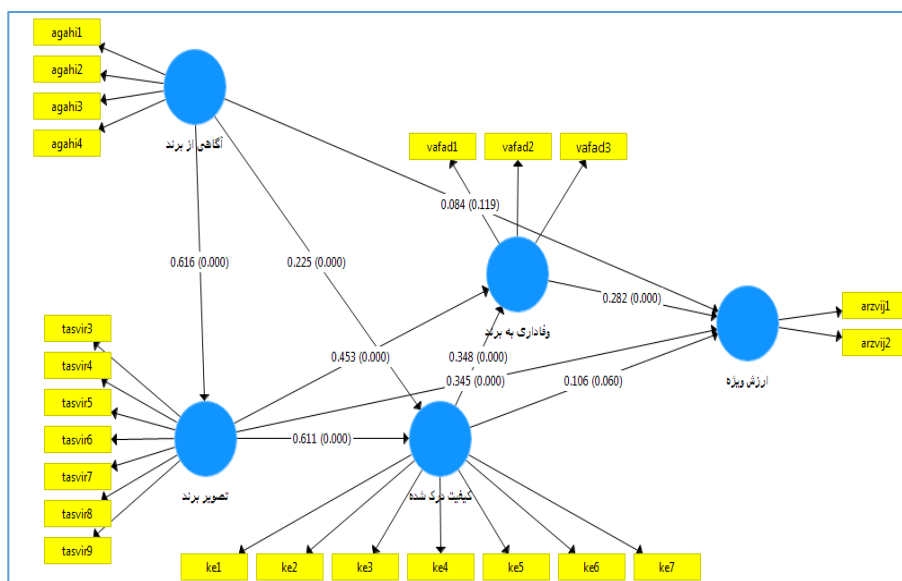 agahi1
agahi2
agahi3
agahi4
آگاهی از برند
vafad1
vafad2
vafad3
0.084 (0.119)
0.616 (0.000)
0.225 (0.000)
0.282 (0.000)
arzvij1
arzvij2
وفاداری به برند
tasvir3
0.453 (0.000)
0.348 (0.000)
tasvir4
0.345 (0.000)
0.106 (0.060)
ارزش ویژه
tasvir5
tasvir6
0.611 (0.000)
tasvir7
tasvir8
tasvir9
تصویر برند
کیفیت درک شده
ke1
ke2
ke3
ke4
ke5
ke6
ke7